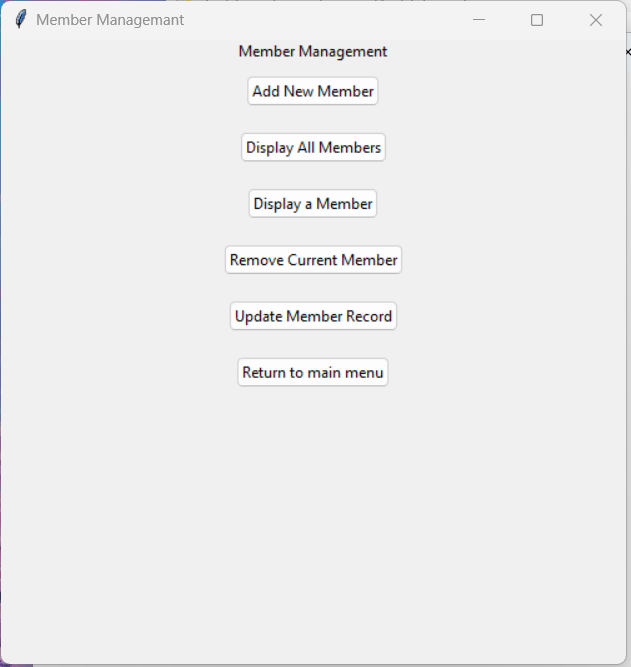 Member Managemant
Member Management
Add New Member
Display All Members
Display a Member
Remove Current Member
Update Member Record
Return to main menu